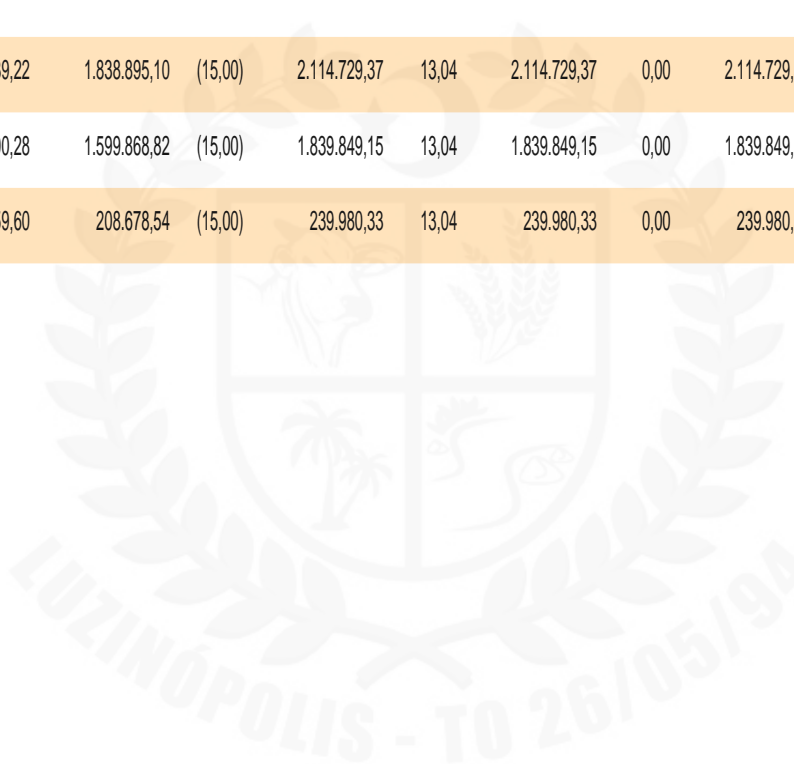 9,22 1.838.895,10 (15,00) 2.114.729,37 13,04 2.114.729,37 0,00 2.114.729,
0,28 1.599.868,82 (15,00) 1.839.849,15 13,04 1.839.849,15 0,00 1.839.849,
9,60 208.678,54 (15,00) 239.980,33 13,04 239.980,33 0,00 239.980,
LUZINÓPOLIS - TO 26/05/94